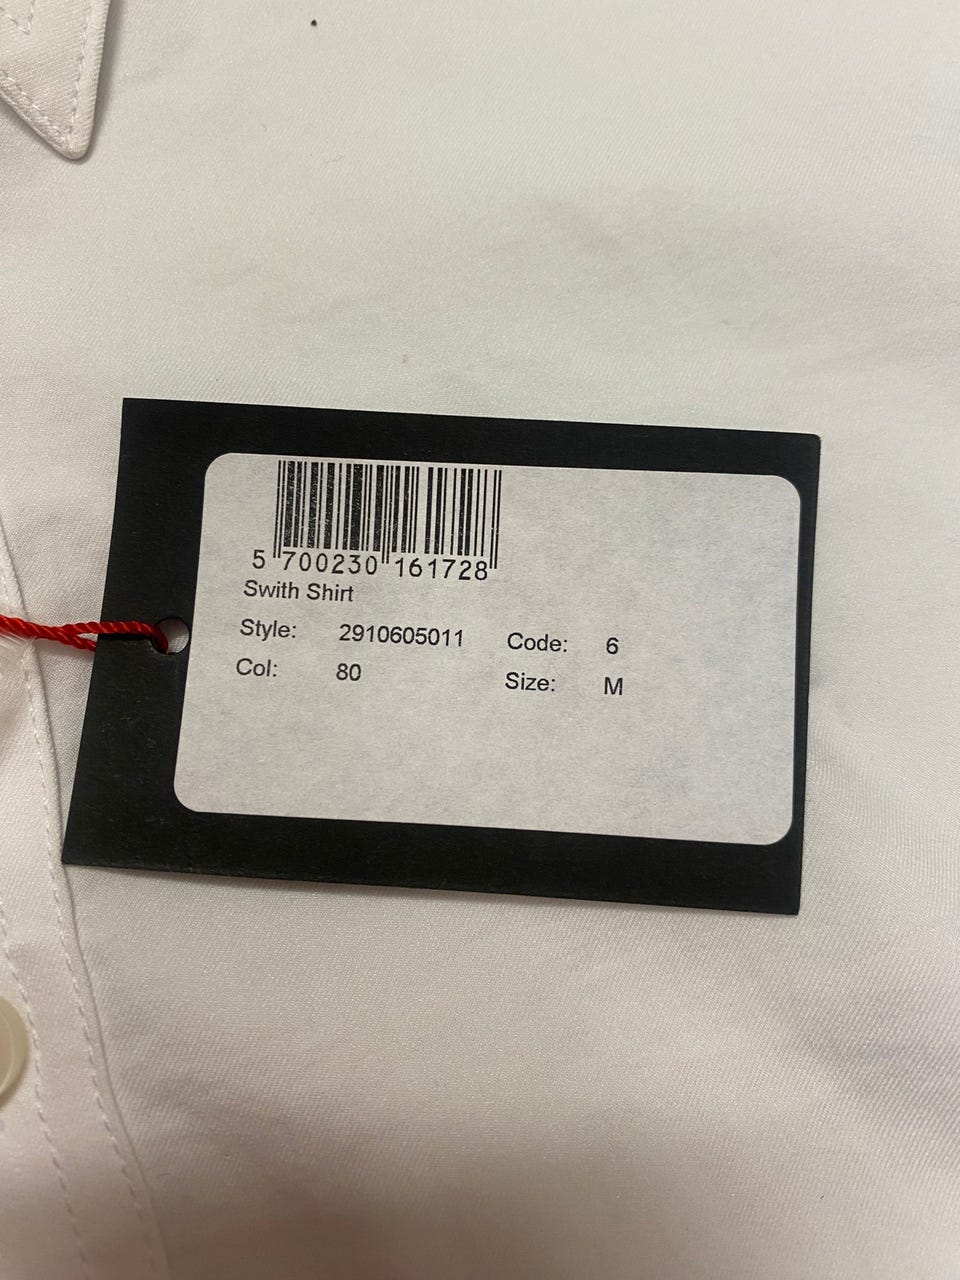 5 700230 161728
Swith Shirt
Style: 2910605011 Code: 6
Col: 80 Size: M